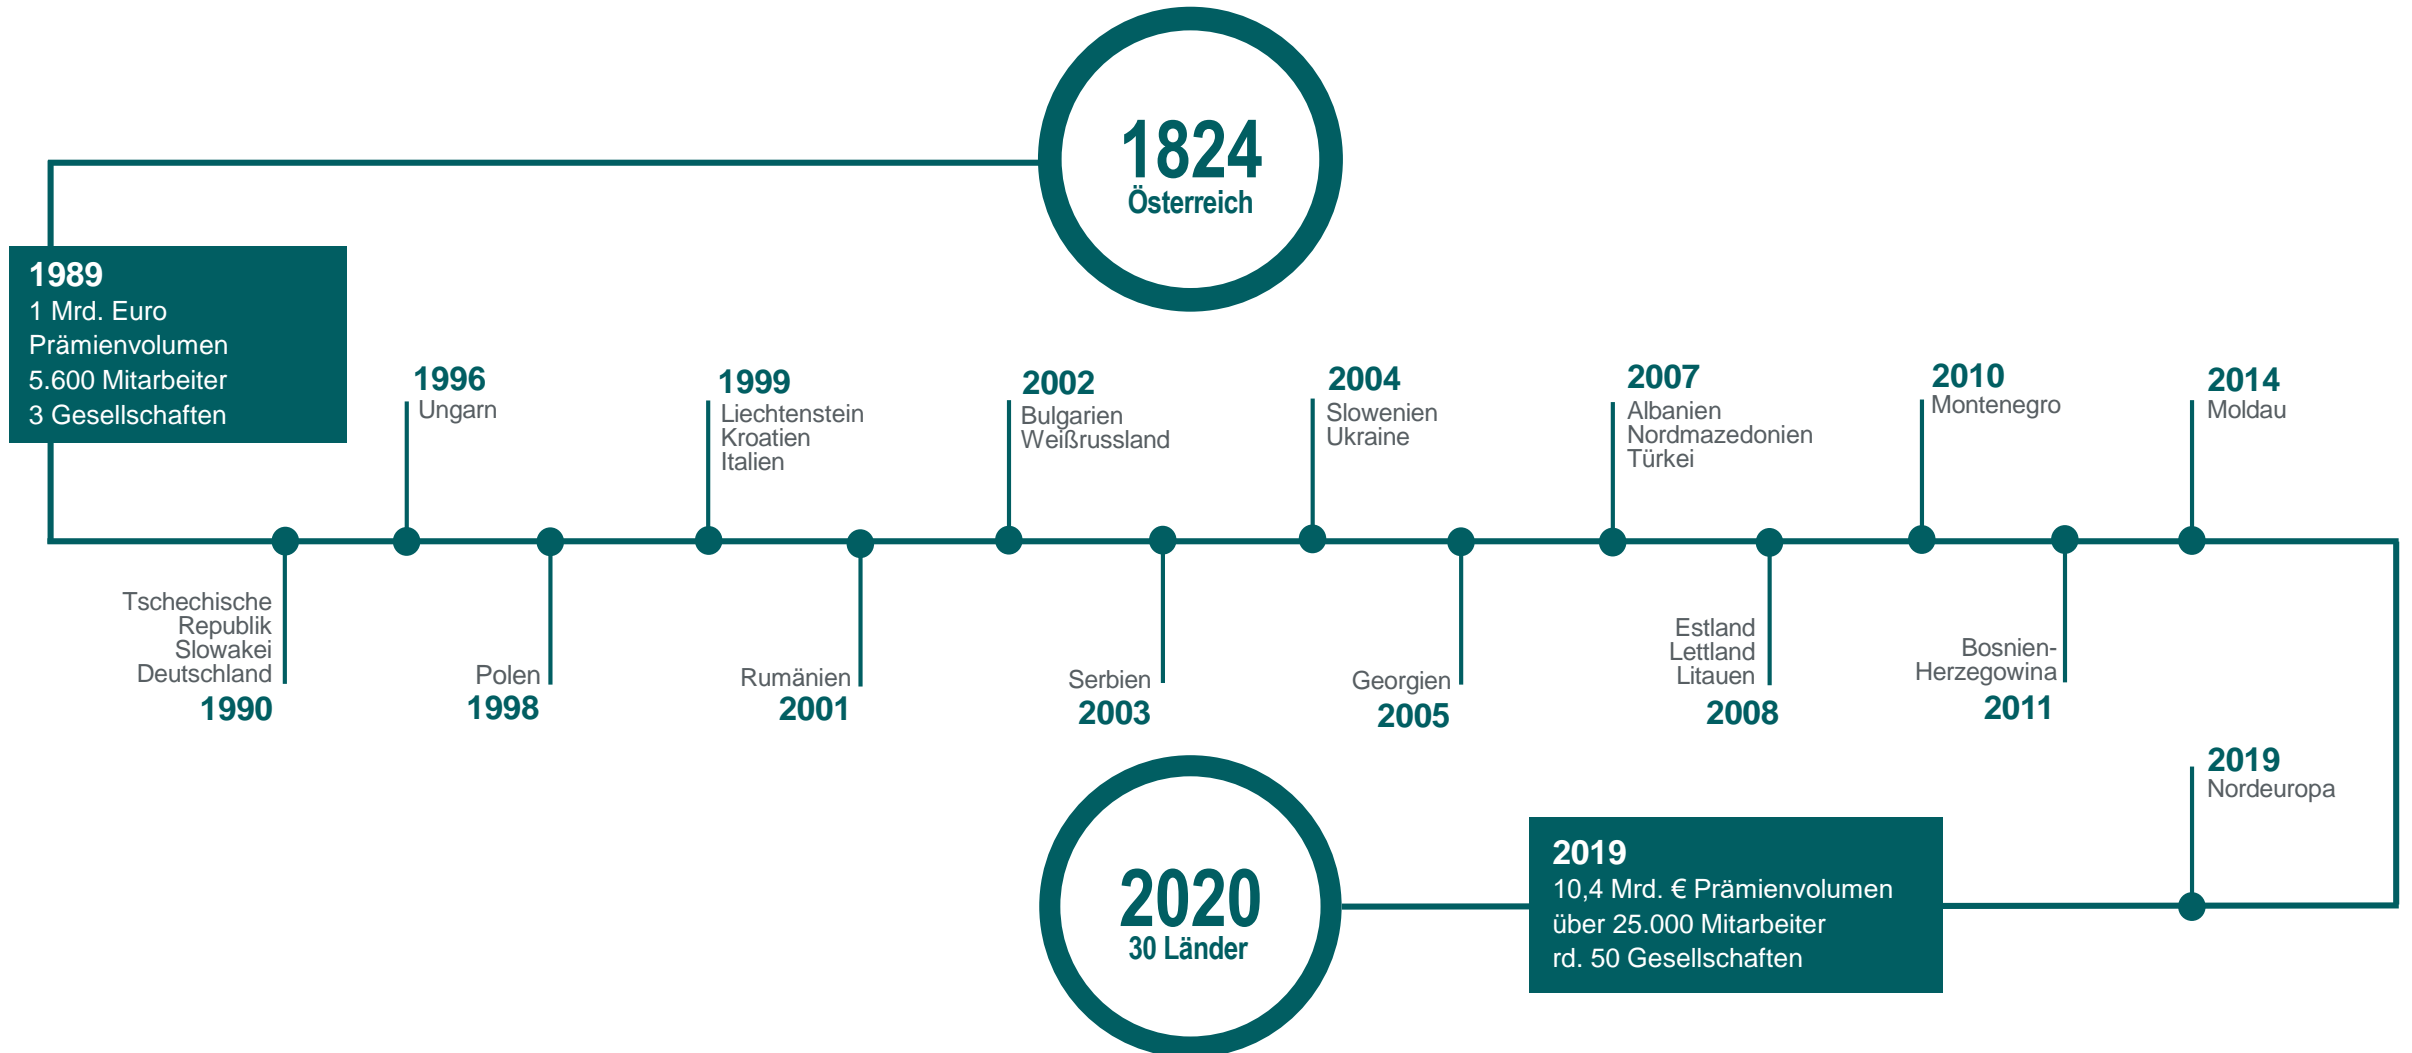 1824
Österreich
1989
1 Mrd. Euro
Prämienvolumen
5.600 Mitarbeiter
3 Gesellschaften
1996
Ungarn
1999
Liechtenstein
Kroatien
Italien
2002
Bulgarien
Weißrussland
2004
Slowenien
Ukraine
2007
Albanien
Nordmazedonien
Türkei
2010
Montenegro
2014
Moldau
Tschechische
Republik
Slowakei
Deutschland
1990
Polen
1998
Rumänien
2001
Serbien
2003
Georgien
2005
Estland
Lettland
Litauen
2008
Bosnien-
Herzegowina
2011
2019
Nordeuropa
2019
10,4 Mrd. € Prämienvolumen
über 25.000 Mitarbeiter
rd. 50 Gesellschaften
2020
30 Länder